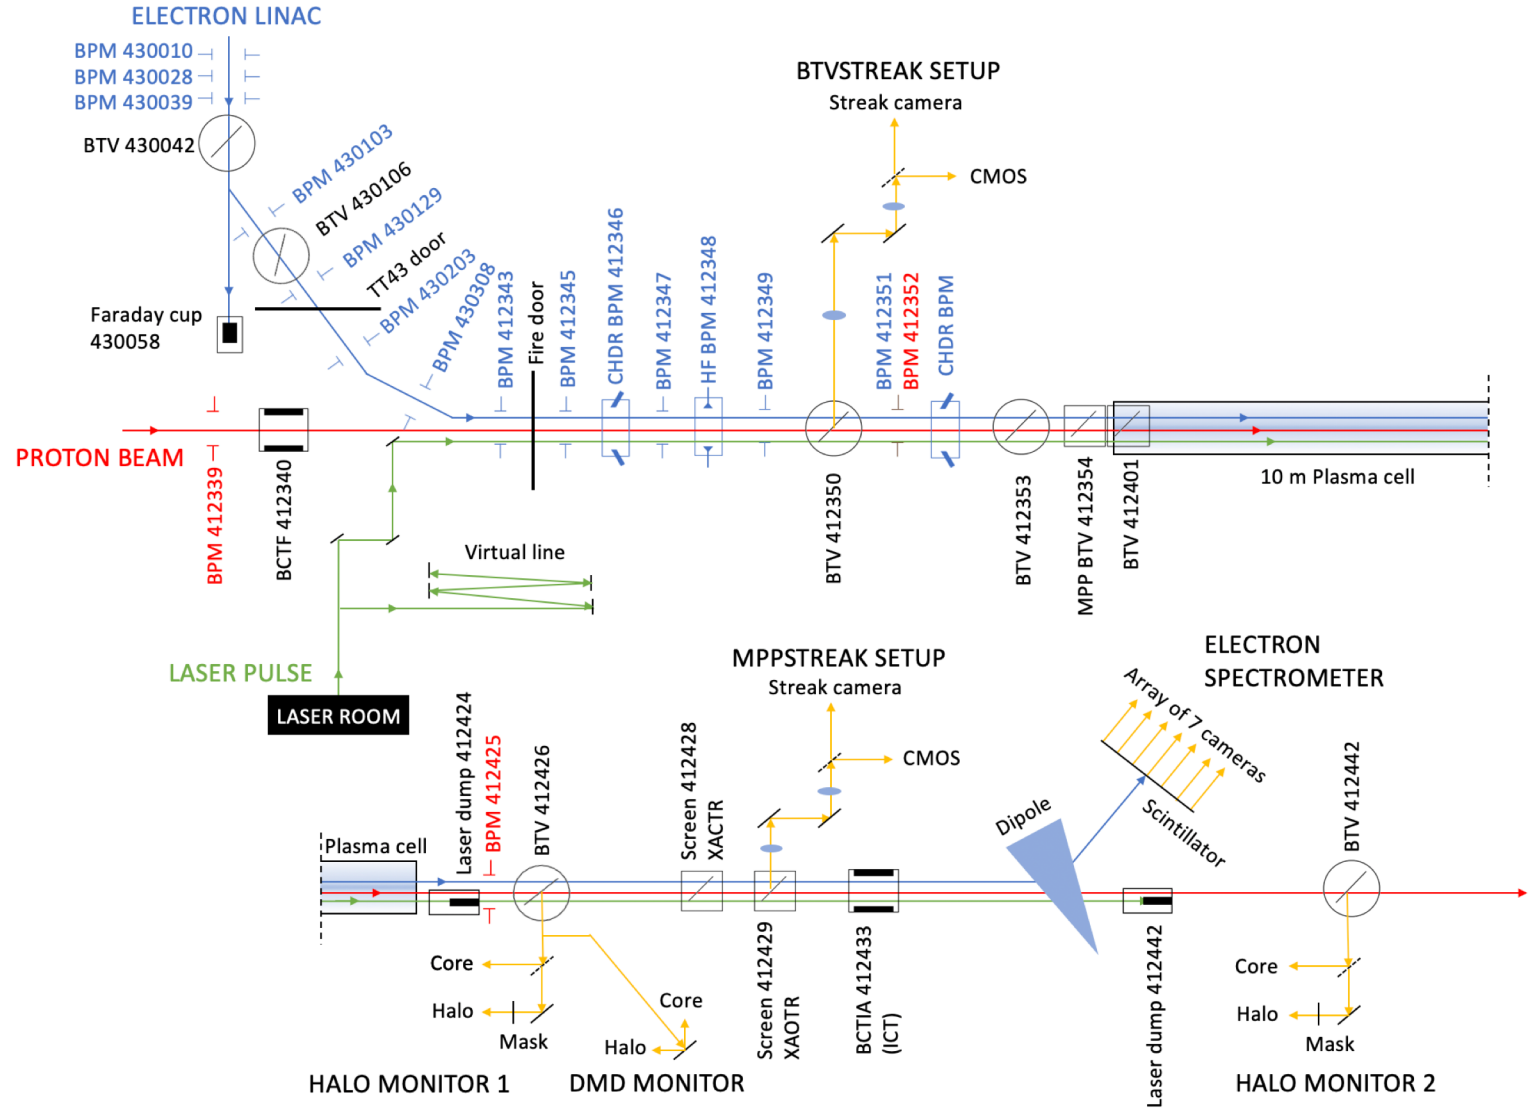 ELECTRON LINAC
BPM 430010
BPM 430028
BPM 430039
BTV 430042
BPM 430103
BTV 430106
BPM 430129
TT43 door
BPM 430203
BPM 430308
Faraday cup
430058
BPM 412343
Fire door
BPM 412345
CHDR BPM 412346
BPM 412347
HF BPM 412348
BPM 412349
BTVSTREAK SETUP
Streak camera
CMOS
BPM 412351
BPM 412352
CHDR BPM
PROTON BEAM
BPM 412339
BCTF 412340
BTV 412350
BTV 412353
MPP BTV 412354
BTV 412401
10 m Plasma cell
Virtual line
LASER PULSE
LASER ROOM
MPPSTREAK SETUP
Streak camera
CMOS
ELECTRON
SPECTROMETER
Array of 7 cameras
Scintillator
Dipole
Plasma cell
Laser dump 412424
BPM 412425
BTV 412426
Screen 412428
XACTR
Screen 412429
XAOTR
BCTIA 412433
(ICT)
Laser dump 412442
BTV 412442
Core
Halo
Mask
HALO MONITOR 1
Core
Halo
DMD MONITOR
Core
Halo
Mask
HALO MONITOR 2